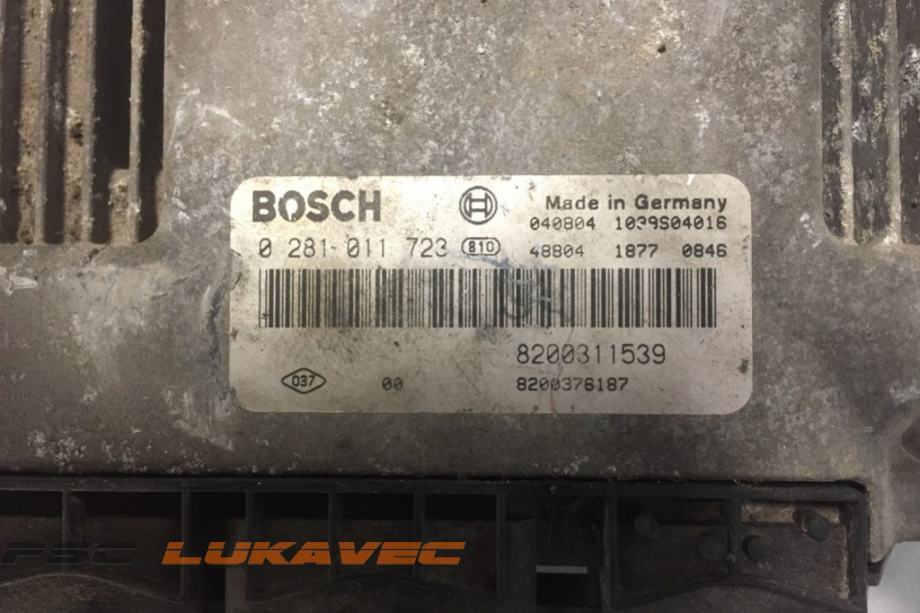 BOSCH
Made in Germany
040804 1039S04016
0 281 011 723 810
48804 1877 0846
8200311539
037 00 8200376187
PSC LUKAVEC